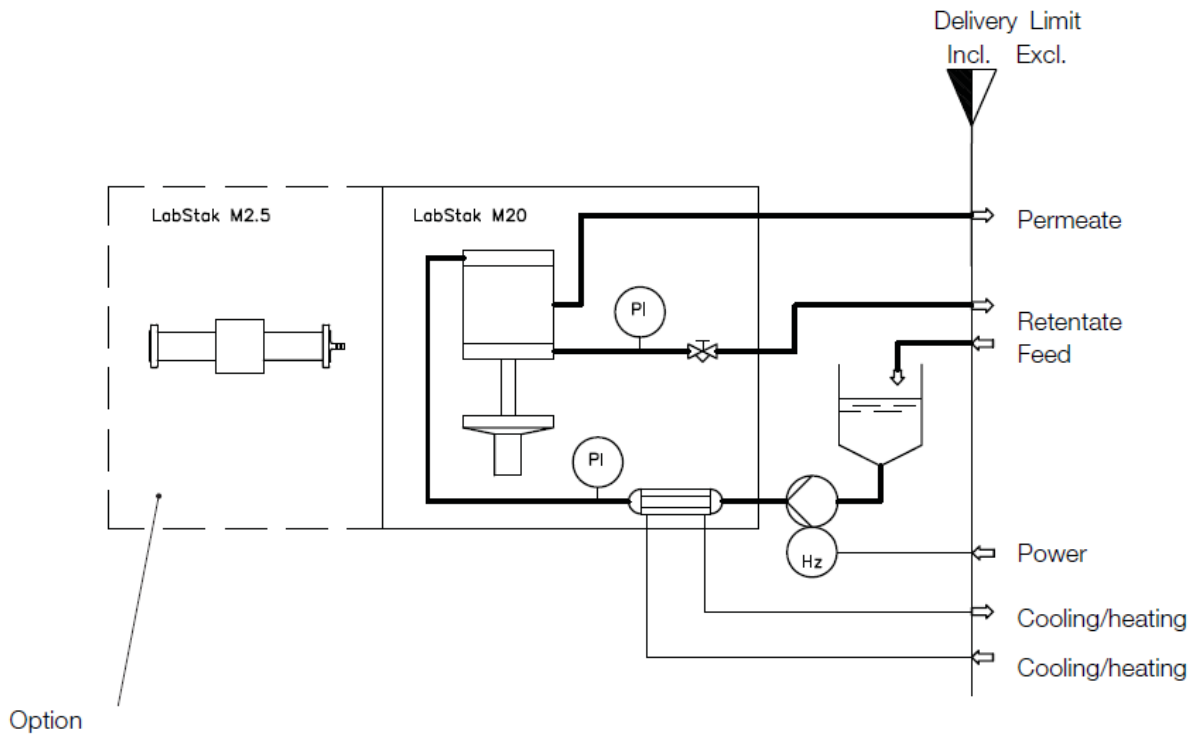 Delivery Limit
Incl. Excl.
LabStak M2.5
LabStak M20
Permeate
PI
Retentate
Feed
PI
Power
Hz
Cooling/heating
Cooling/heating
Option